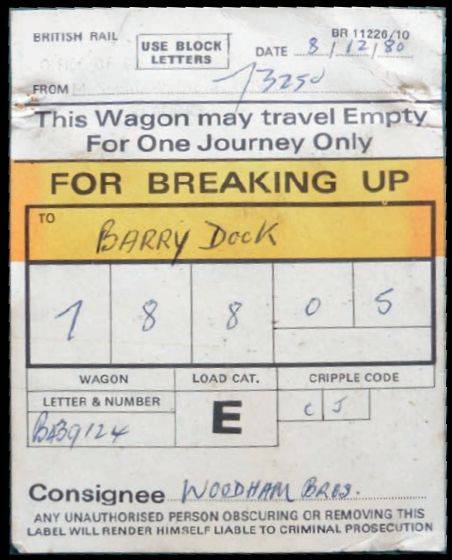 BRITISH RAIL
BR 11226/10
USE BLOCK
LETTERS
DATE 8/12/80
FROM 73250
This Wagon may travel Empty
For One Journey Only
FOR BREAKING UP
TO
BARRY DOCK
7 8 8 0 5
WAGON LOAD CAT. CRIPPLE CODE
LETTER & NUMBER
E
C J
B439124
Consignee WOODHAM BROS.
ANY UNAUTHORISED PERSON OBSCURING OR REMOVING THIS
LABEL WILL RENDER HIMSELF LIABLE TO CRIMINAL PROSECUTION